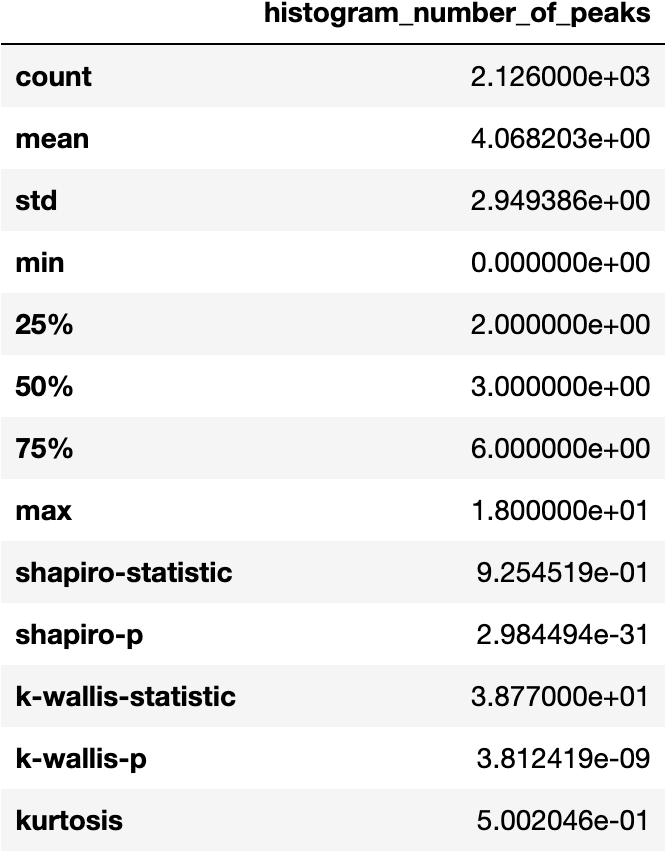 histogram_number_of_peaks
count 2.126000e+03
mean 4.068203e+00
std 2.949386e+00
min 0.000000e+00
25% 2.000000e+00
50% 3.000000e+00
75% 6.000000e+00
max 1.800000e+01
shapiro-statistic 9.254519e-01
shapiro-p 2.984494e-31
k-wallis-statistic 3.877000e+01
k-wallis-p 3.812419e-09
kurtosis 5.002046e-01